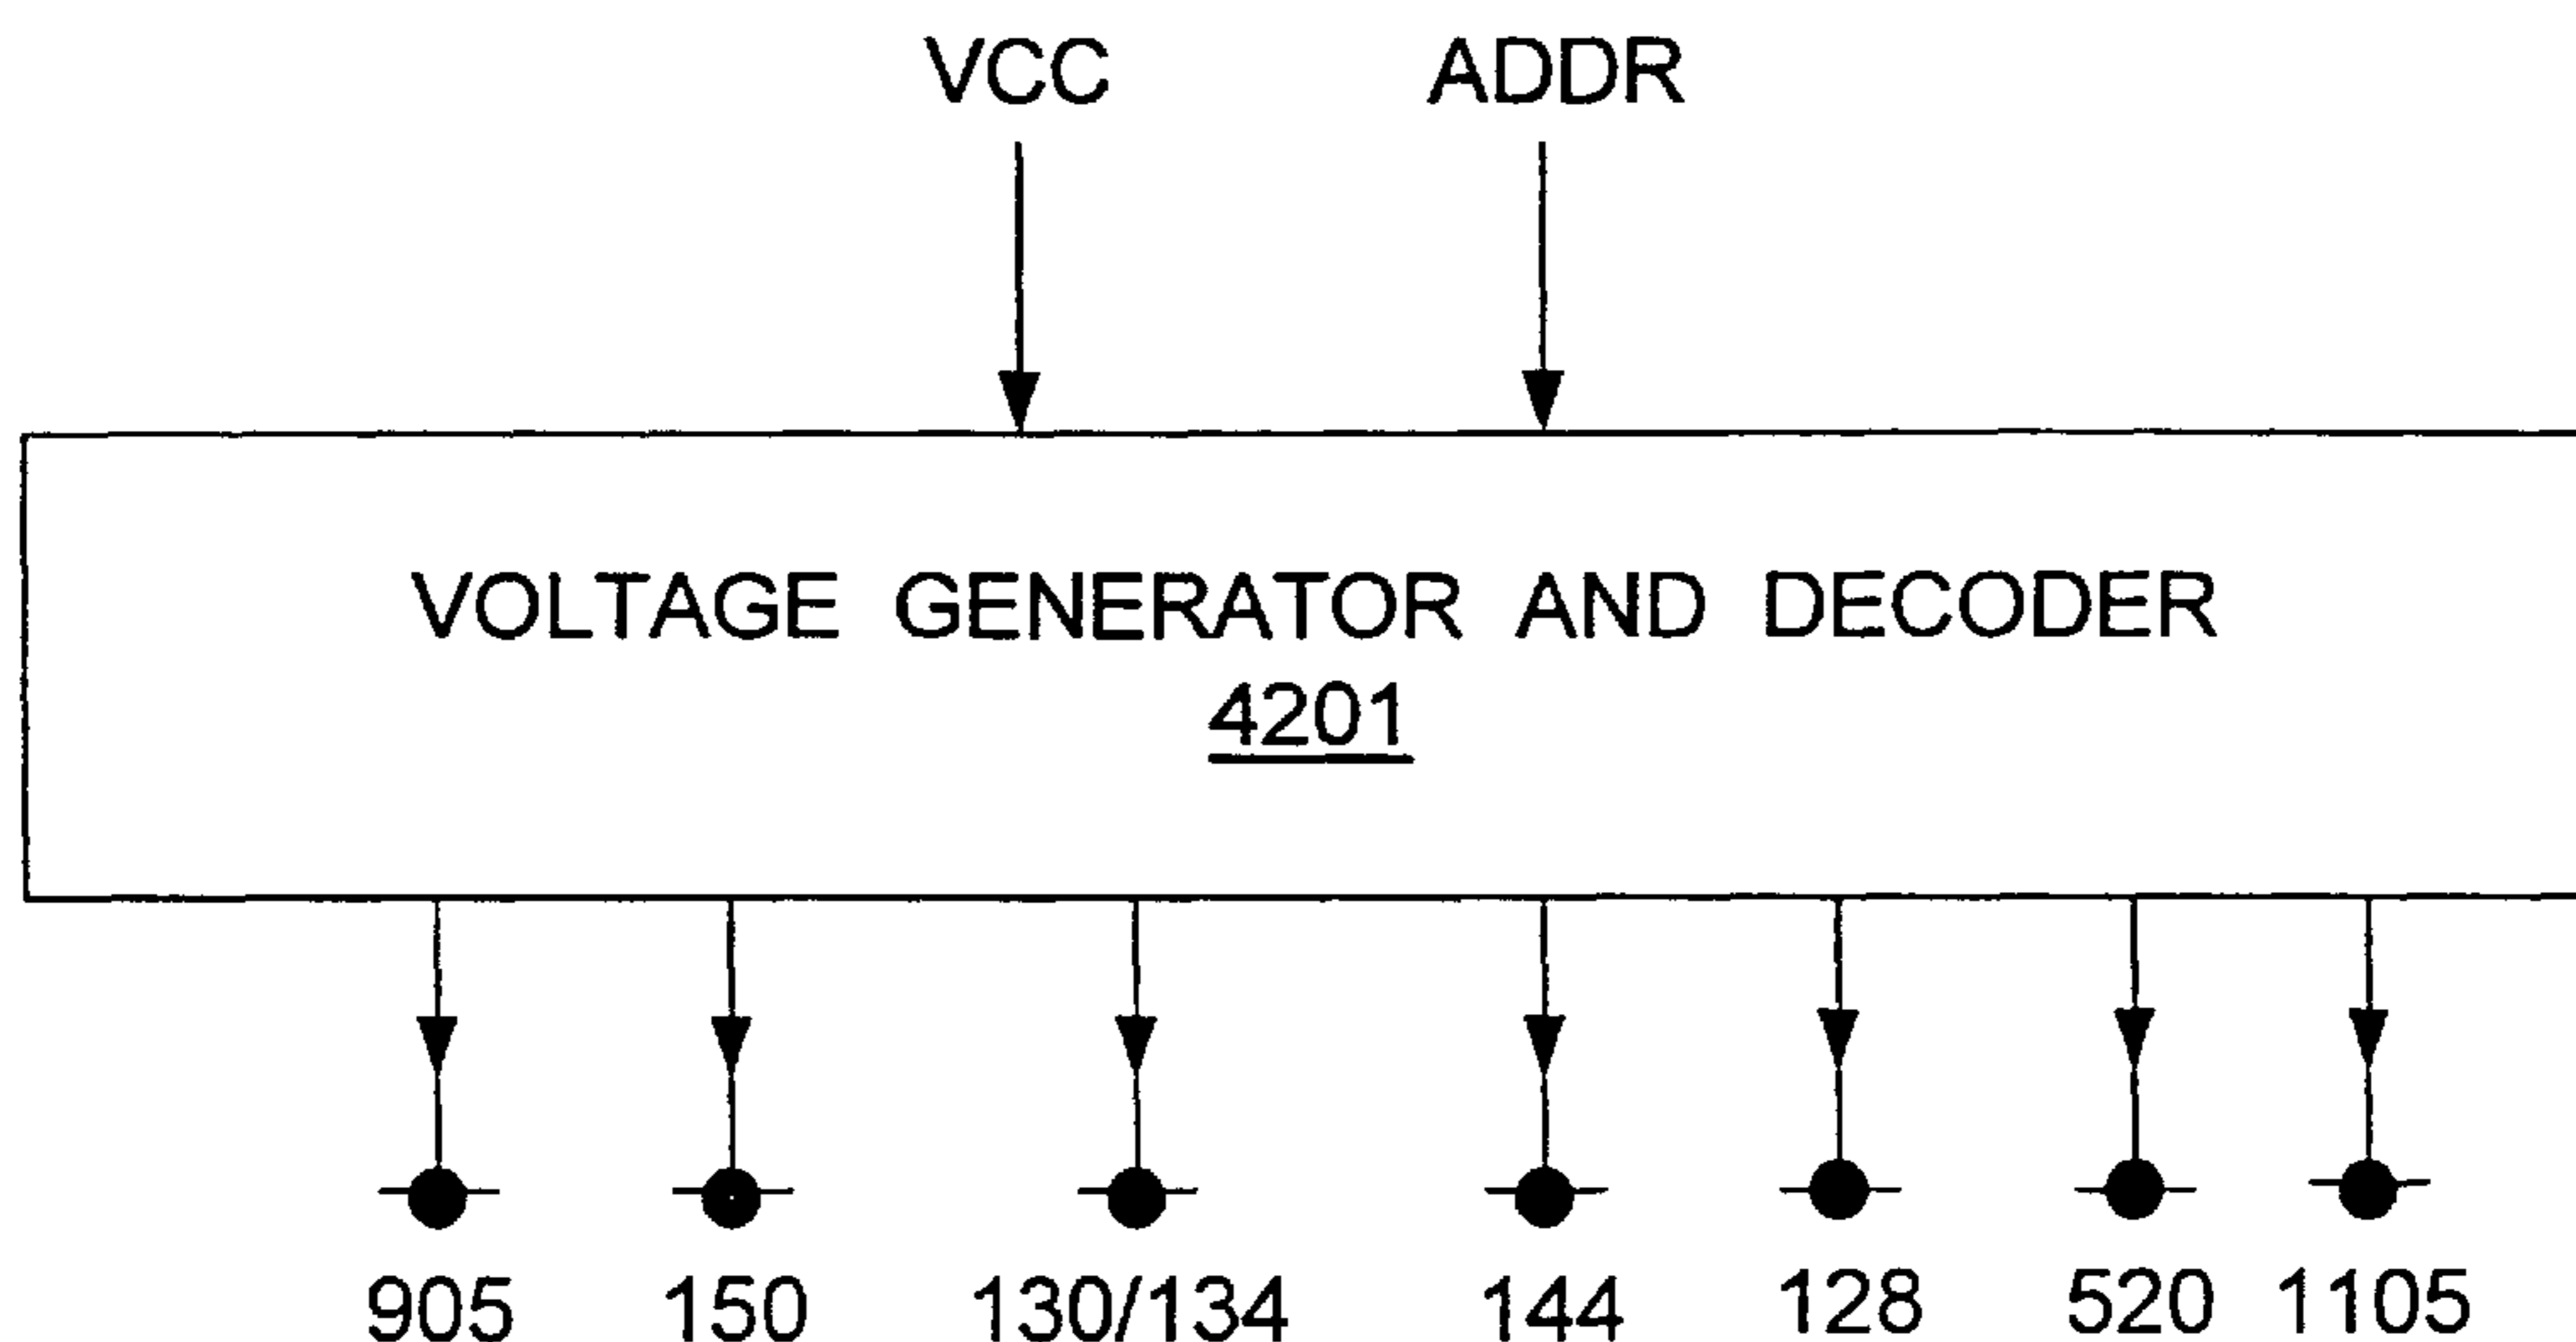 VCC ADDR
VOLTAGE GENERATOR AND DECODER
4201
905 150 130/134 144 128 520 1105